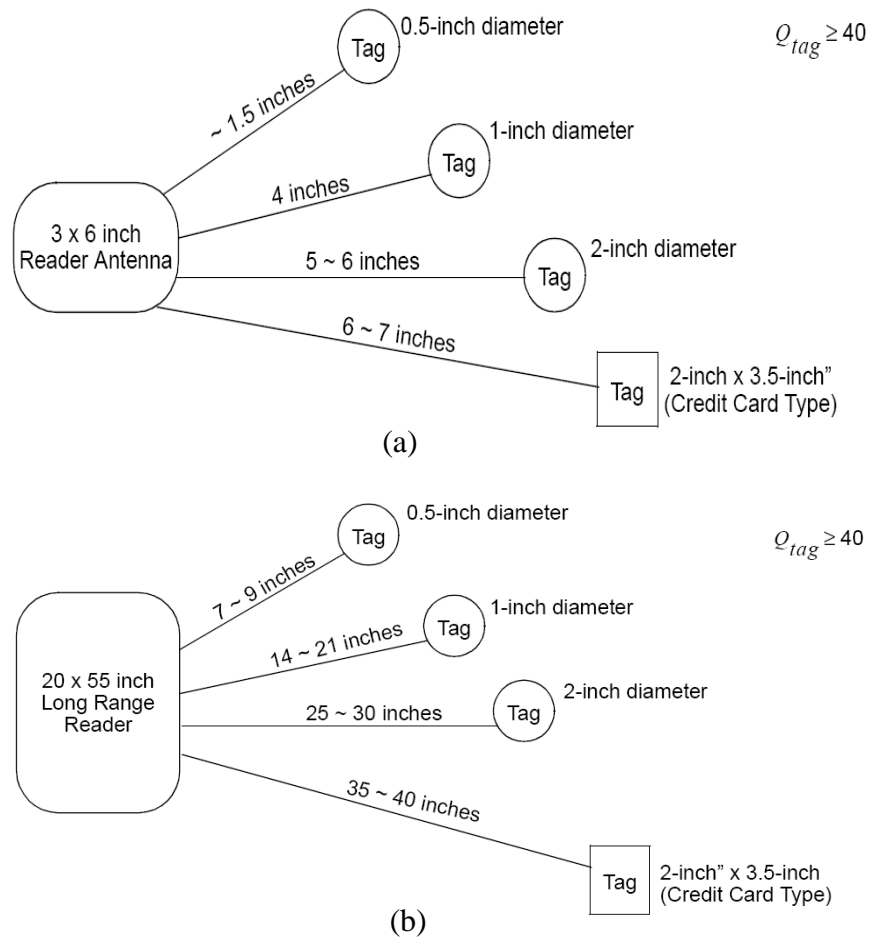 Tag
0.5-inch diameter
Q_tag ≥ 40
~ 1.5 inches
Tag
1-inch diameter
4 inches
3 x 6 inch
Reader Antenna
5 ~ 6 inches
Tag
2-inch diameter
6 ~ 7 inches
Tag
2-inch x 3.5-inch”
(Credit Card Type)
(a)
Tag
0.5-inch diameter
Q_tag ≥ 40
7 ~ 9 inches
Tag
1-inch diameter
14 ~ 21 inches
20 x 55 inch
Long Range
Reader
25 ~ 30 inches
Tag
2-inch diameter
35 ~ 40 inches
Tag
2-inch” x 3.5-inch
(Credit Card Type)
(b)